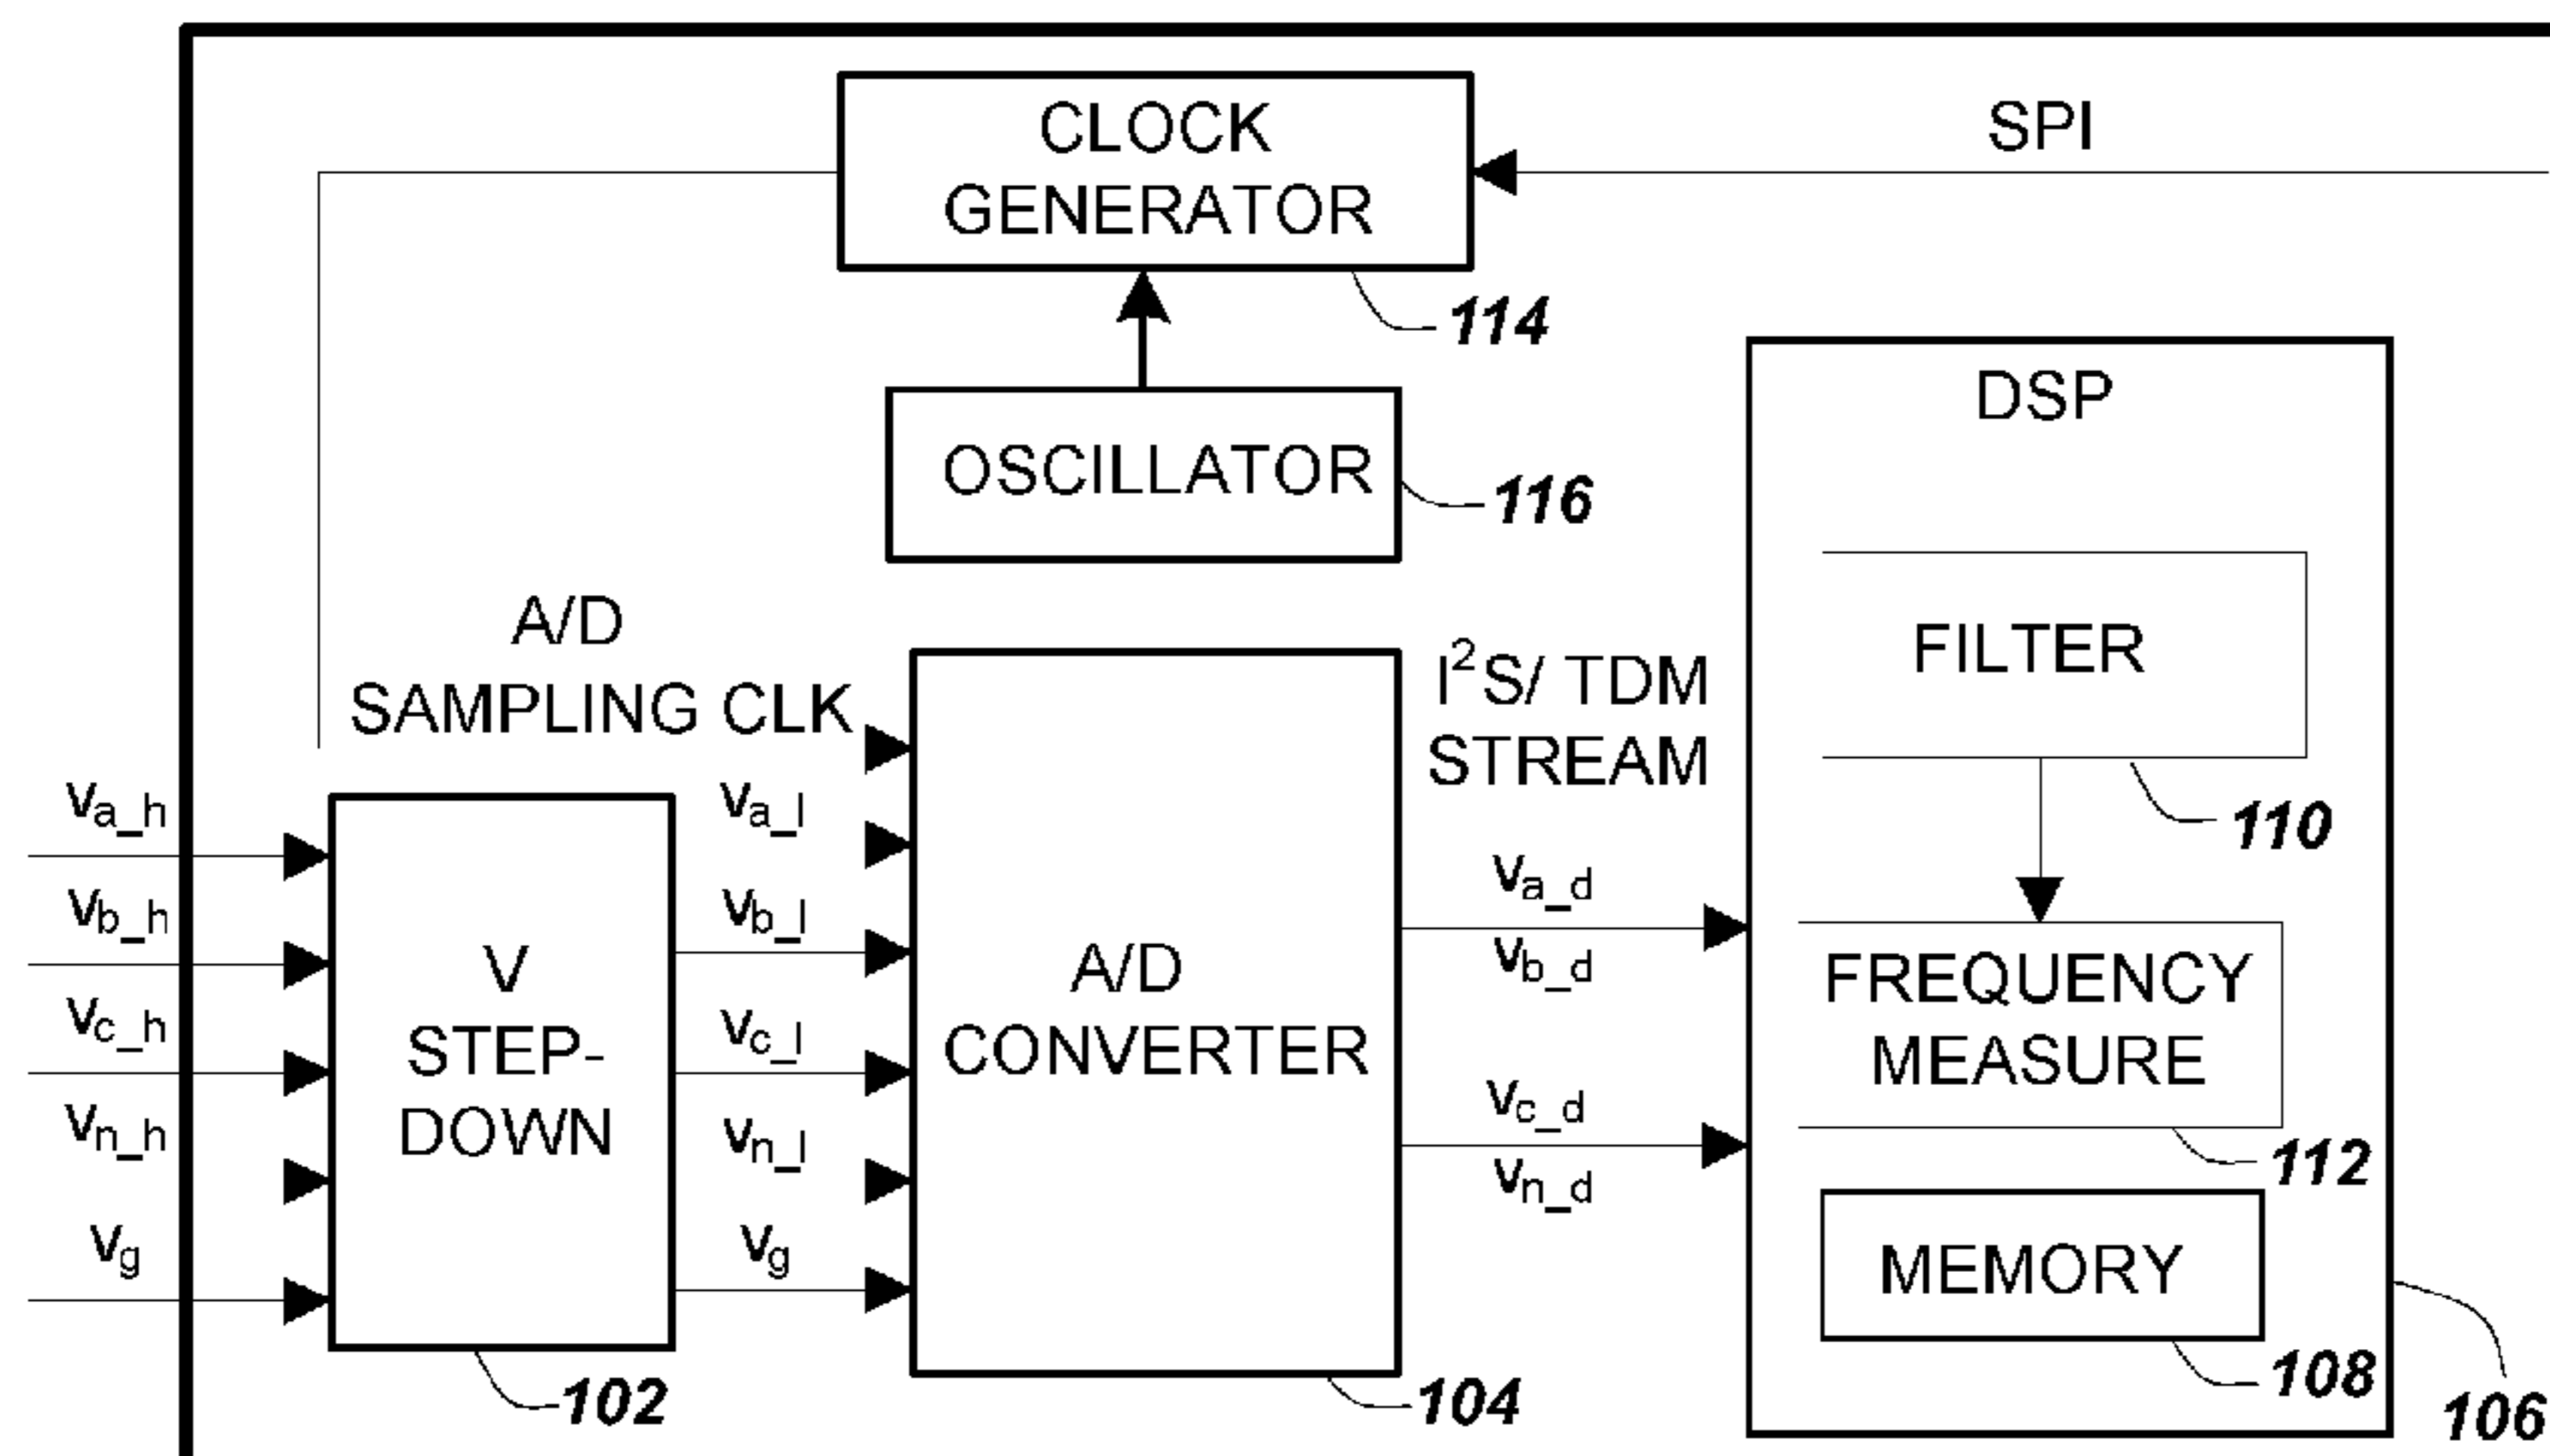 CLOCK
GENERATOR
SPI
114
OSCILLATOR
116
DSP
FILTER
110
A/D
SAMPLING CLK
I²S/ TDM
STREAM
va_h
vb_h
vc_h
vn_h
vg
V
STEP-
DOWN
102
va_l
vb_l
vc_l
vn_l
vg
A/D
CONVERTER
104
va_d
vb_d
vc_d
vn_d
FREQUENCY
MEASURE
112
MEMORY
108
106